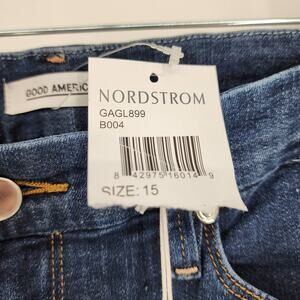 GOOD AMERIC
NORDSTROM
GAGL899
B004
8 42975 16014 9
SIZE: 15